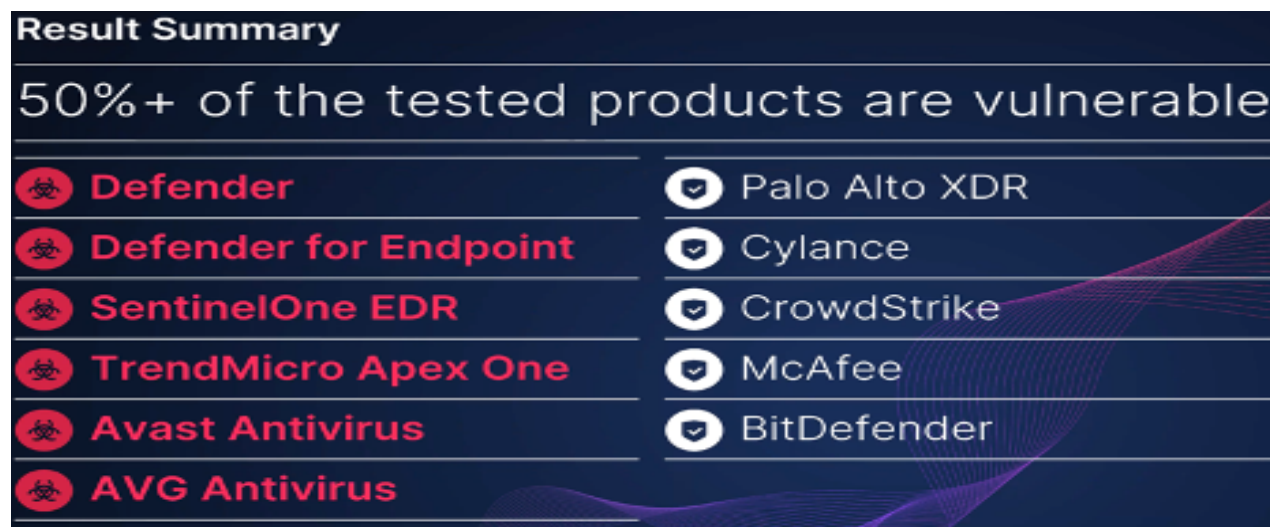 Result Summary
50%+ of the tested products are vulnerable
Defender
Defender for Endpoint
SentinelOne EDR
TrendMicro Apex One
Avast Antivirus
AVG Antivirus
Palo Alto XDR
Cylance
CrowdStrike
McAfee
BitDefender